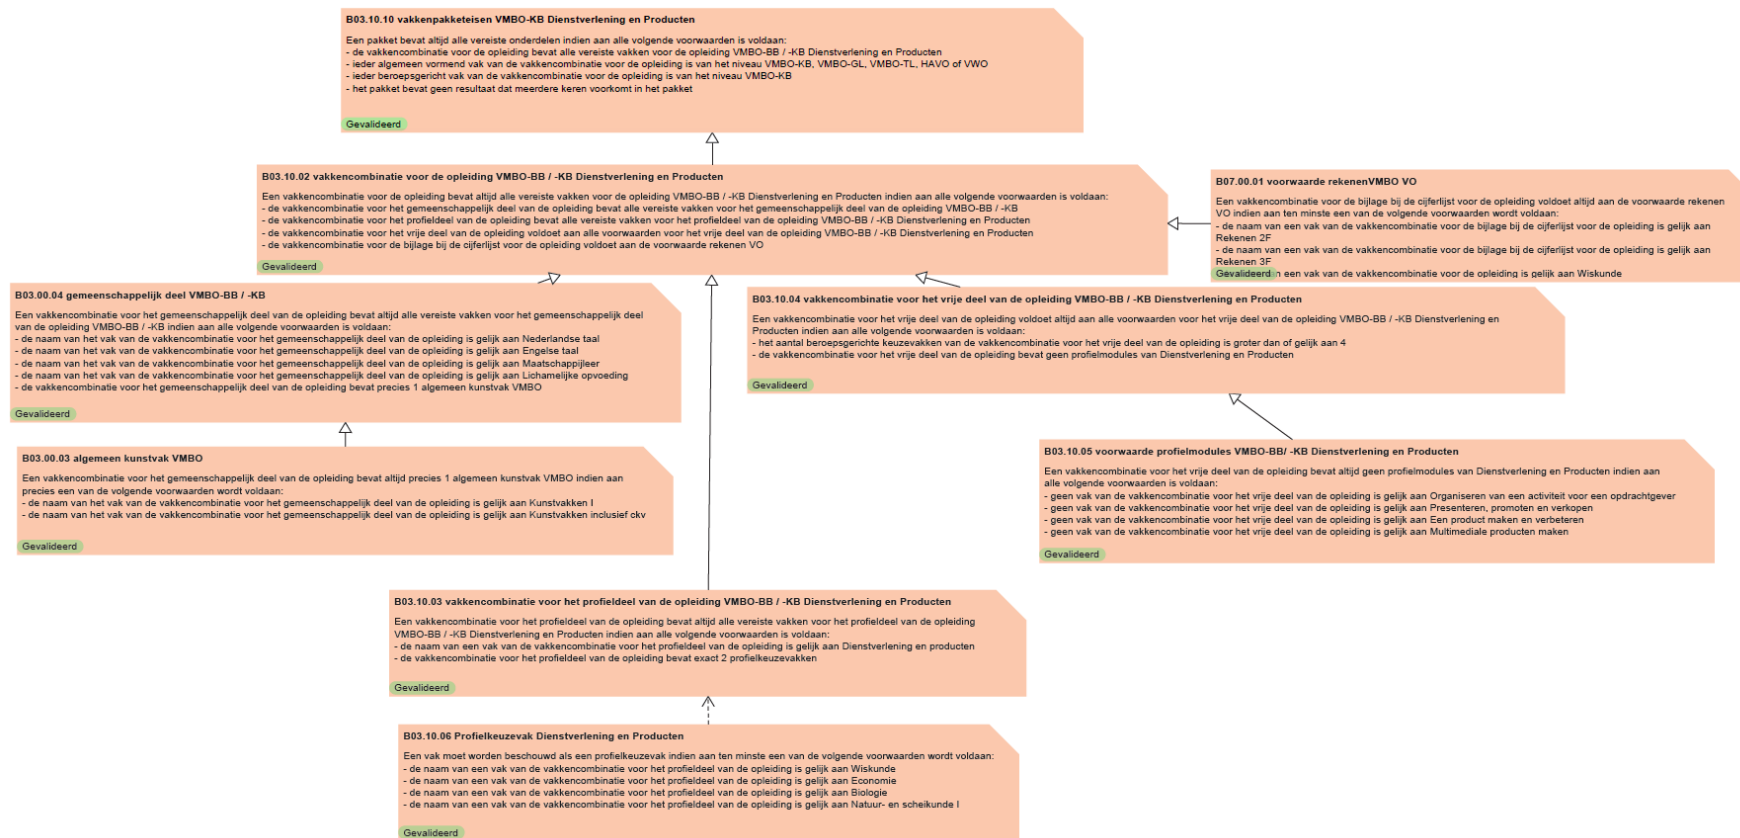 B03.10.10 vakkenpakketeisen VMBO-KB Dienstverlening en Producten
Een pakket bevat altijd alle vereiste onderdelen indien aan alle volgende voorwaarden is voldaan:
- de vakkencombinatie voor de opleiding bevat alle vereiste vakken voor de opleiding VMBO-BB / -KB Dienstverlening en Producten
- ieder algemeen vormend vak van de vakkencombinatie voor de opleiding is van het niveau VMBO-KB, VMBO-GL, VMBO-TL, HAVO of VWO
- ieder beroepsgericht vak van de vakkencombinatie voor de opleiding is van het niveau VMBO-KB
- het pakket bevat geen resultaat dat meerdere keren voorkomt in het pakket
Gevalideerd
B03.10.02 vakkencombinatie voor de opleiding VMBO-BB / -KB Dienstverlening en Producten
Een vakkencombinatie voor de opleiding bevat altijd alle vereiste vakken voor de opleiding VMBO-BB / -KB Dienstverlening en Producten indien aan alle volgende voorwaarden is voldaan:
- de vakkencombinatie voor het gemeenschappelijk deel van de opleiding bevat alle vereiste vakken voor het gemeenschappelijk deel van de opleiding VMBO-BB / -KB
- de vakkencombinatie voor het profieldeel van de opleiding bevat alle vereiste vakken voor het profieldeel van de opleiding VMBO-BB / -KB Dienstverlening en Producten
- de vakkencombinatie voor het vrije deel van de opleiding voldoet aan alle voorwaarden voor het vrije deel van de opleiding VMBO-BB / -KB Dienstverlening en Producten
- de vakkencombinatie voor de bijlage bij de cijferlijst voor de opleiding voldoet aan de voorwaarde rekenen VO
Gevalideerd
B07.00.01 voorwaarde rekenenVMBO VO
Een vakkencombinatie voor de bijlage bij de cijferlijst voor de opleiding voldoet altijd aan de voorwaarde rekenen
VO indien aan ten minste een van de volgende voorwaarden wordt voldaan:
- de naam van een vak van de vakkencombinatie voor de bijlage bij de cijferlijst voor de opleiding is gelijk aan
Rekenen 2F
- de naam van een vak van de vakkencombinatie voor de bijlage bij de cijferlijst voor de opleiding is gelijk aan
Rekenen 3F
Gevalideerd n een vak van de vakkencombinatie voor de opleiding is gelijk aan Wiskunde
B03.00.04 gemeenschappelijk deel VMBO-BB / -KB
Een vakkencombinatie voor het gemeenschappelijk deel van de opleiding bevat altijd alle vereiste vakken voor het gemeenschappelijk deel
van de opleiding VMBO-BB / -KB indien aan alle volgende voorwaarden is voldaan:
- de naam van het vak van de vakkencombinatie voor het gemeenschappelijk deel van de opleiding is gelijk aan Nederlandse taal
- de naam van het vak van de vakkencombinatie voor het gemeenschappelijk deel van de opleiding is gelijk aan Engelse taal
- de naam van het vak van de vakkencombinatie voor het gemeenschappelijk deel van de opleiding is gelijk aan Maatschappijleer
- de naam van het vak van de vakkencombinatie voor het gemeenschappelijk deel van de opleiding is gelijk aan Lichamelijke opvoeding
- de vakkencombinatie voor het gemeenschappelijk deel van de opleiding bevat precies 1 algemeen kunstvak VMBO
Gevalideerd
B03.10.04 vakkencombinatie voor het vrije deel van de opleiding VMBO-BB / -KB Dienstverlening en Producten
Een vakkencombinatie voor het vrije deel van de opleiding voldoet altijd aan alle voorwaarden voor het vrije deel van de opleiding VMBO-BB / -KB Dienstverlening en
Producten indien aan alle volgende voorwaarden is voldaan:
- het aantal beroepsgerichte keuzevakken van de vakkencombinatie voor het vrije deel van de opleiding is groter dan of gelijk aan 4
- de vakkencombinatie voor het vrije deel van de opleiding bevat geen profielmodules van Dienstverlening en Producten
Gevalideerd
B03.00.03 algemeen kunstvak VMBO
Een vakkencombinatie voor het gemeenschappelijk deel van de opleiding bevat altijd precies 1 algemeen kunstvak VMBO indien aan
precies een van de volgende voorwaarden wordt voldaan:
- de naam van het vak van de vakkencombinatie voor het gemeenschappelijk deel van de opleiding is gelijk aan Kunstvakken I
- de naam van het vak van de vakkencombinatie voor het gemeenschappelijk deel van de opleiding is gelijk aan Kunstvakken inclusief ckv
Gevalideerd
B03.10.05 voorwaarde profielmodules VMBO-BB/ -KB Dienstverlening en Producten
Een vakkencombinatie voor het vrije deel van de opleiding bevat altijd geen profielmodules van Dienstverlening en Producten indien aan
alle volgende voorwaarden is voldaan:
- geen vak van de vakkencombinatie voor het vrije deel van de opleiding is gelijk aan Organiseren van een activiteit voor een opdrachtgever
- geen vak van de vakkencombinatie voor het vrije deel van de opleiding is gelijk aan Presenteren, promoten en verkopen
- geen vak van de vakkencombinatie voor het vrije deel van de opleiding is gelijk aan Een product maken en verbeteren
- geen vak van de vakkencombinatie voor het vrije deel van de opleiding is gelijk aan Multimediale producten maken
Gevalideerd
B03.10.03 vakkencombinatie voor het profieldeel van de opleiding VMBO-BB / -KB Dienstverlening en Producten
Een vakkencombinatie voor het profieldeel van de opleiding bevat altijd alle vereiste vakken voor het profieldeel van de opleiding
VMBO-BB / -KB Dienstverlening en Producten indien aan alle volgende voorwaarden is voldaan:
- de naam van een vak van de vakkencombinatie voor het profieldeel van de opleiding is gelijk aan Dienstverlening en producten
- de vakkencombinatie voor het profieldeel van de opleiding bevat exact 2 profielkeuzevakken
Gevalideerd
B03.10.06 Profielkeuzevak Dienstverlening en Producten
Een vak moet worden beschouwd als een profielkeuzevak indien aan ten minste een van de volgende voorwaarden wordt voldaan:
- de naam van een vak van de vakkencombinatie voor het profieldeel van de opleiding is gelijk aan Wiskunde
- de naam van een vak van de vakkencombinatie voor het profieldeel van de opleiding is gelijk aan Economie
- de naam van een vak van de vakkencombinatie voor het profieldeel van de opleiding is gelijk aan Biologie
- de naam van een vak van de vakkencombinatie voor het profieldeel van de opleiding is gelijk aan Natuur- en scheikunde I
Gevalideerd